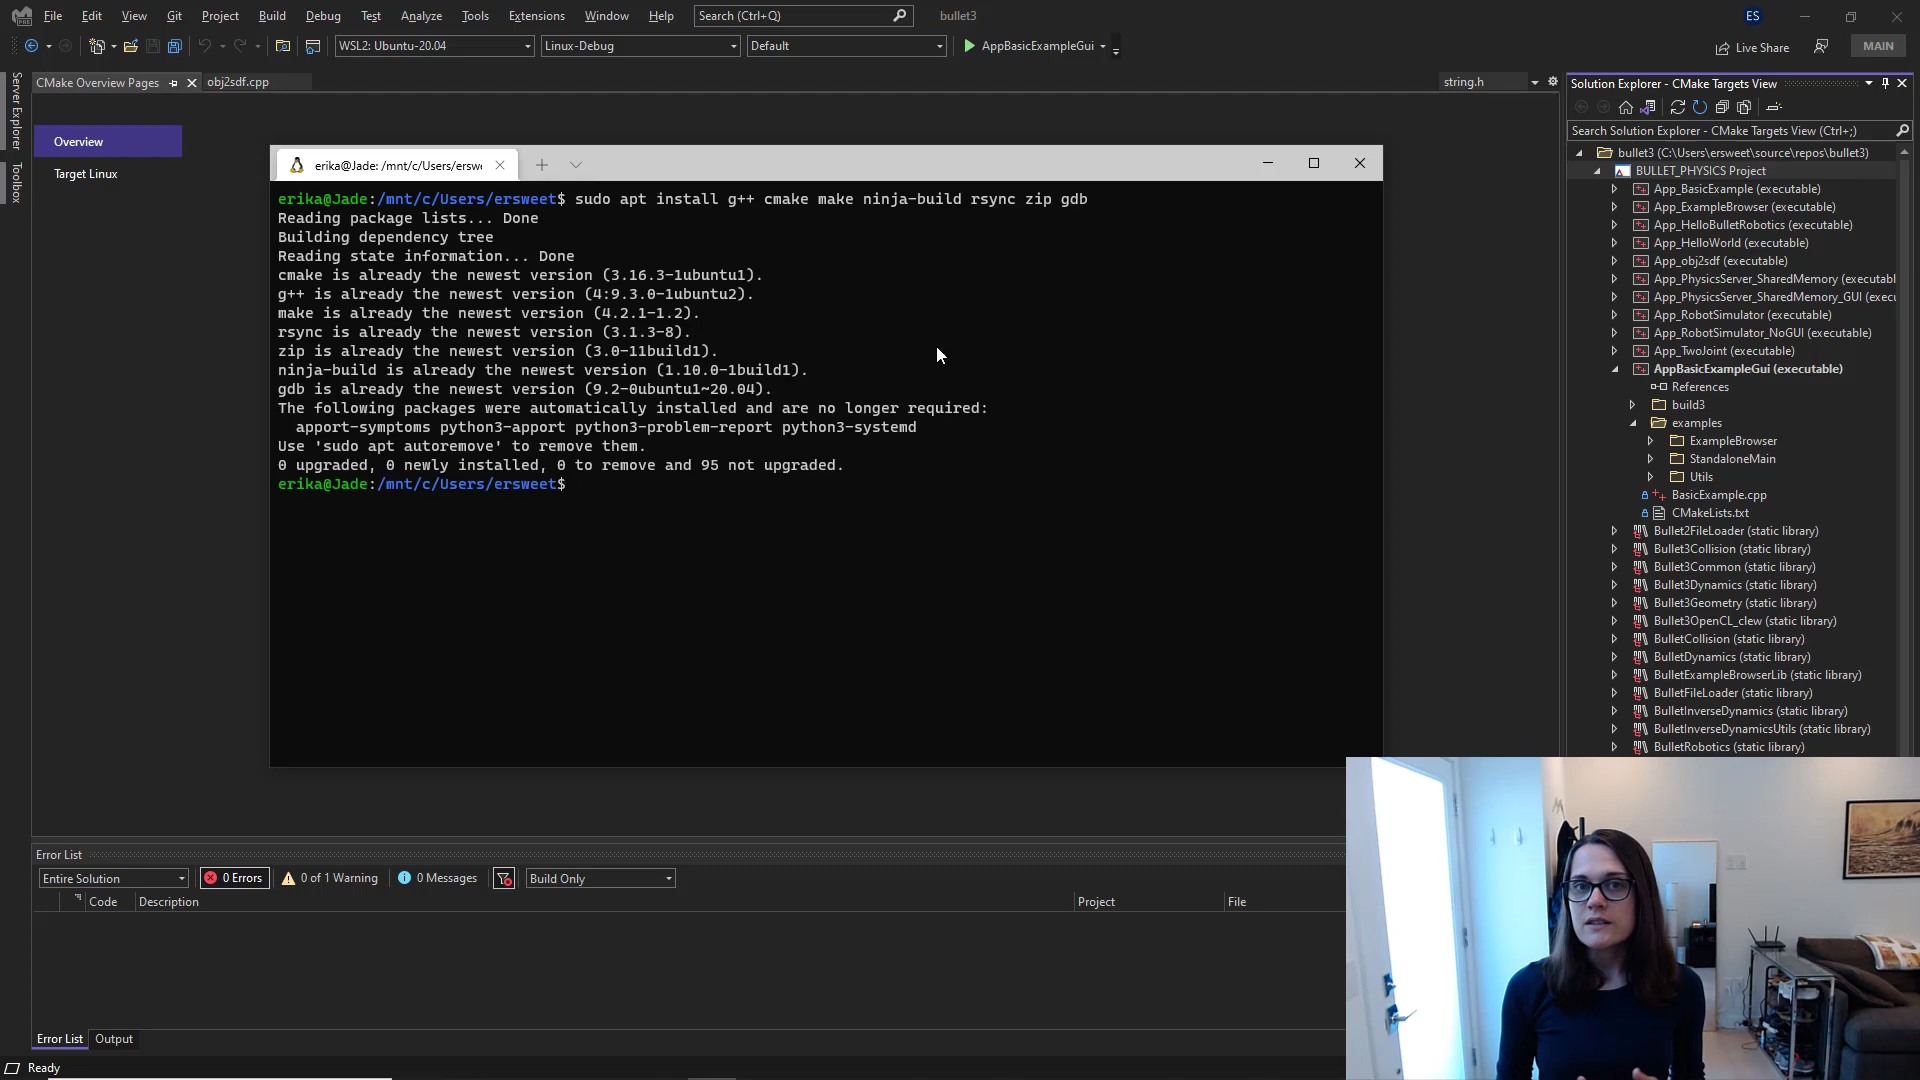 File Edit View Git Project Build Debug Test Analyze Tools Extensions Window Help Search (Ctrl+Q) bullet3 ES
WSL2: Ubuntu-20.04 Linux-Debug Default AppBasicExampleGui Live Share MAIN
CMake Overview Pages obj2sdf.cpp string.h
Server Explorer
Toolbox
Overview
Target Linux
erika@Jade: /mnt/c/Users/erswe
erika@Jade:/mnt/c/Users/ersweet$ sudo apt install g++ cmake make ninja-build rsync zip gdb
Reading package lists... Done
Building dependency tree
Reading state information... Done
cmake is already the newest version (3.16.3-1ubuntu1).
g++ is already the newest version (4:9.3.0-1ubuntu2).
make is already the newest version (4.2.1-1.2).
rsync is already the newest version (3.1.3-8).
zip is already the newest version (3.0-11build1).
ninja-build is already the newest version (1.10.0-1build1).
gdb is already the newest version (9.2-0ubuntu1~20.04).
The following packages were automatically installed and are no longer required:
apport-symptoms python3-apport python3-problem-report python3-systemd
Use 'sudo apt autoremove' to remove them.
0 upgraded, 0 newly installed, 0 to remove and 95 not upgraded.
erika@Jade:/mnt/c/Users/ersweet$
Solution Explorer - CMake Targets View
Search Solution Explorer - CMake Targets View (Ctrl+;)
bullet3 (C:\Users\ersweet\source\repos\bullet3)
BULLET_PHYSICS Project
App_BasicExample (executable)
App_ExampleBrowser (executable)
App_HelloBulletRobotics (executable)
App_HelloWorld (executable)
App_obj2sdf (executable)
App_PhysicsServer_SharedMemory (executabl
App_PhysicsServer_SharedMemory_GUI (execu
App_RobotSimulator (executable)
App_RobotSimulator_NoGUI (executable)
App_TwoJoint (executable)
AppBasicExampleGui (executable)
References
build3
examples
ExampleBrowser
StandaloneMain
Utils
BasicExample.cpp
CMakeLists.txt
Bullet2FileLoader (static library)
Bullet3Collision (static library)
Bullet3Common (static library)
Bullet3Dynamics (static library)
Bullet3Geometry (static library)
Bullet3OpenCL_clew (static library)
BulletCollision (static library)
BulletDynamics (static library)
BulletExampleBrowserLib (static library)
BulletFileLoader (static library)
BulletInverseDynamics (static library)
BulletInverseDynamicsUtils (static library)
BulletRobotics (static library)
Error List
Entire Solution 0 Errors 0 of 1 Warning 0 Messages Build Only
Code Description Project File
Error List Output
Ready